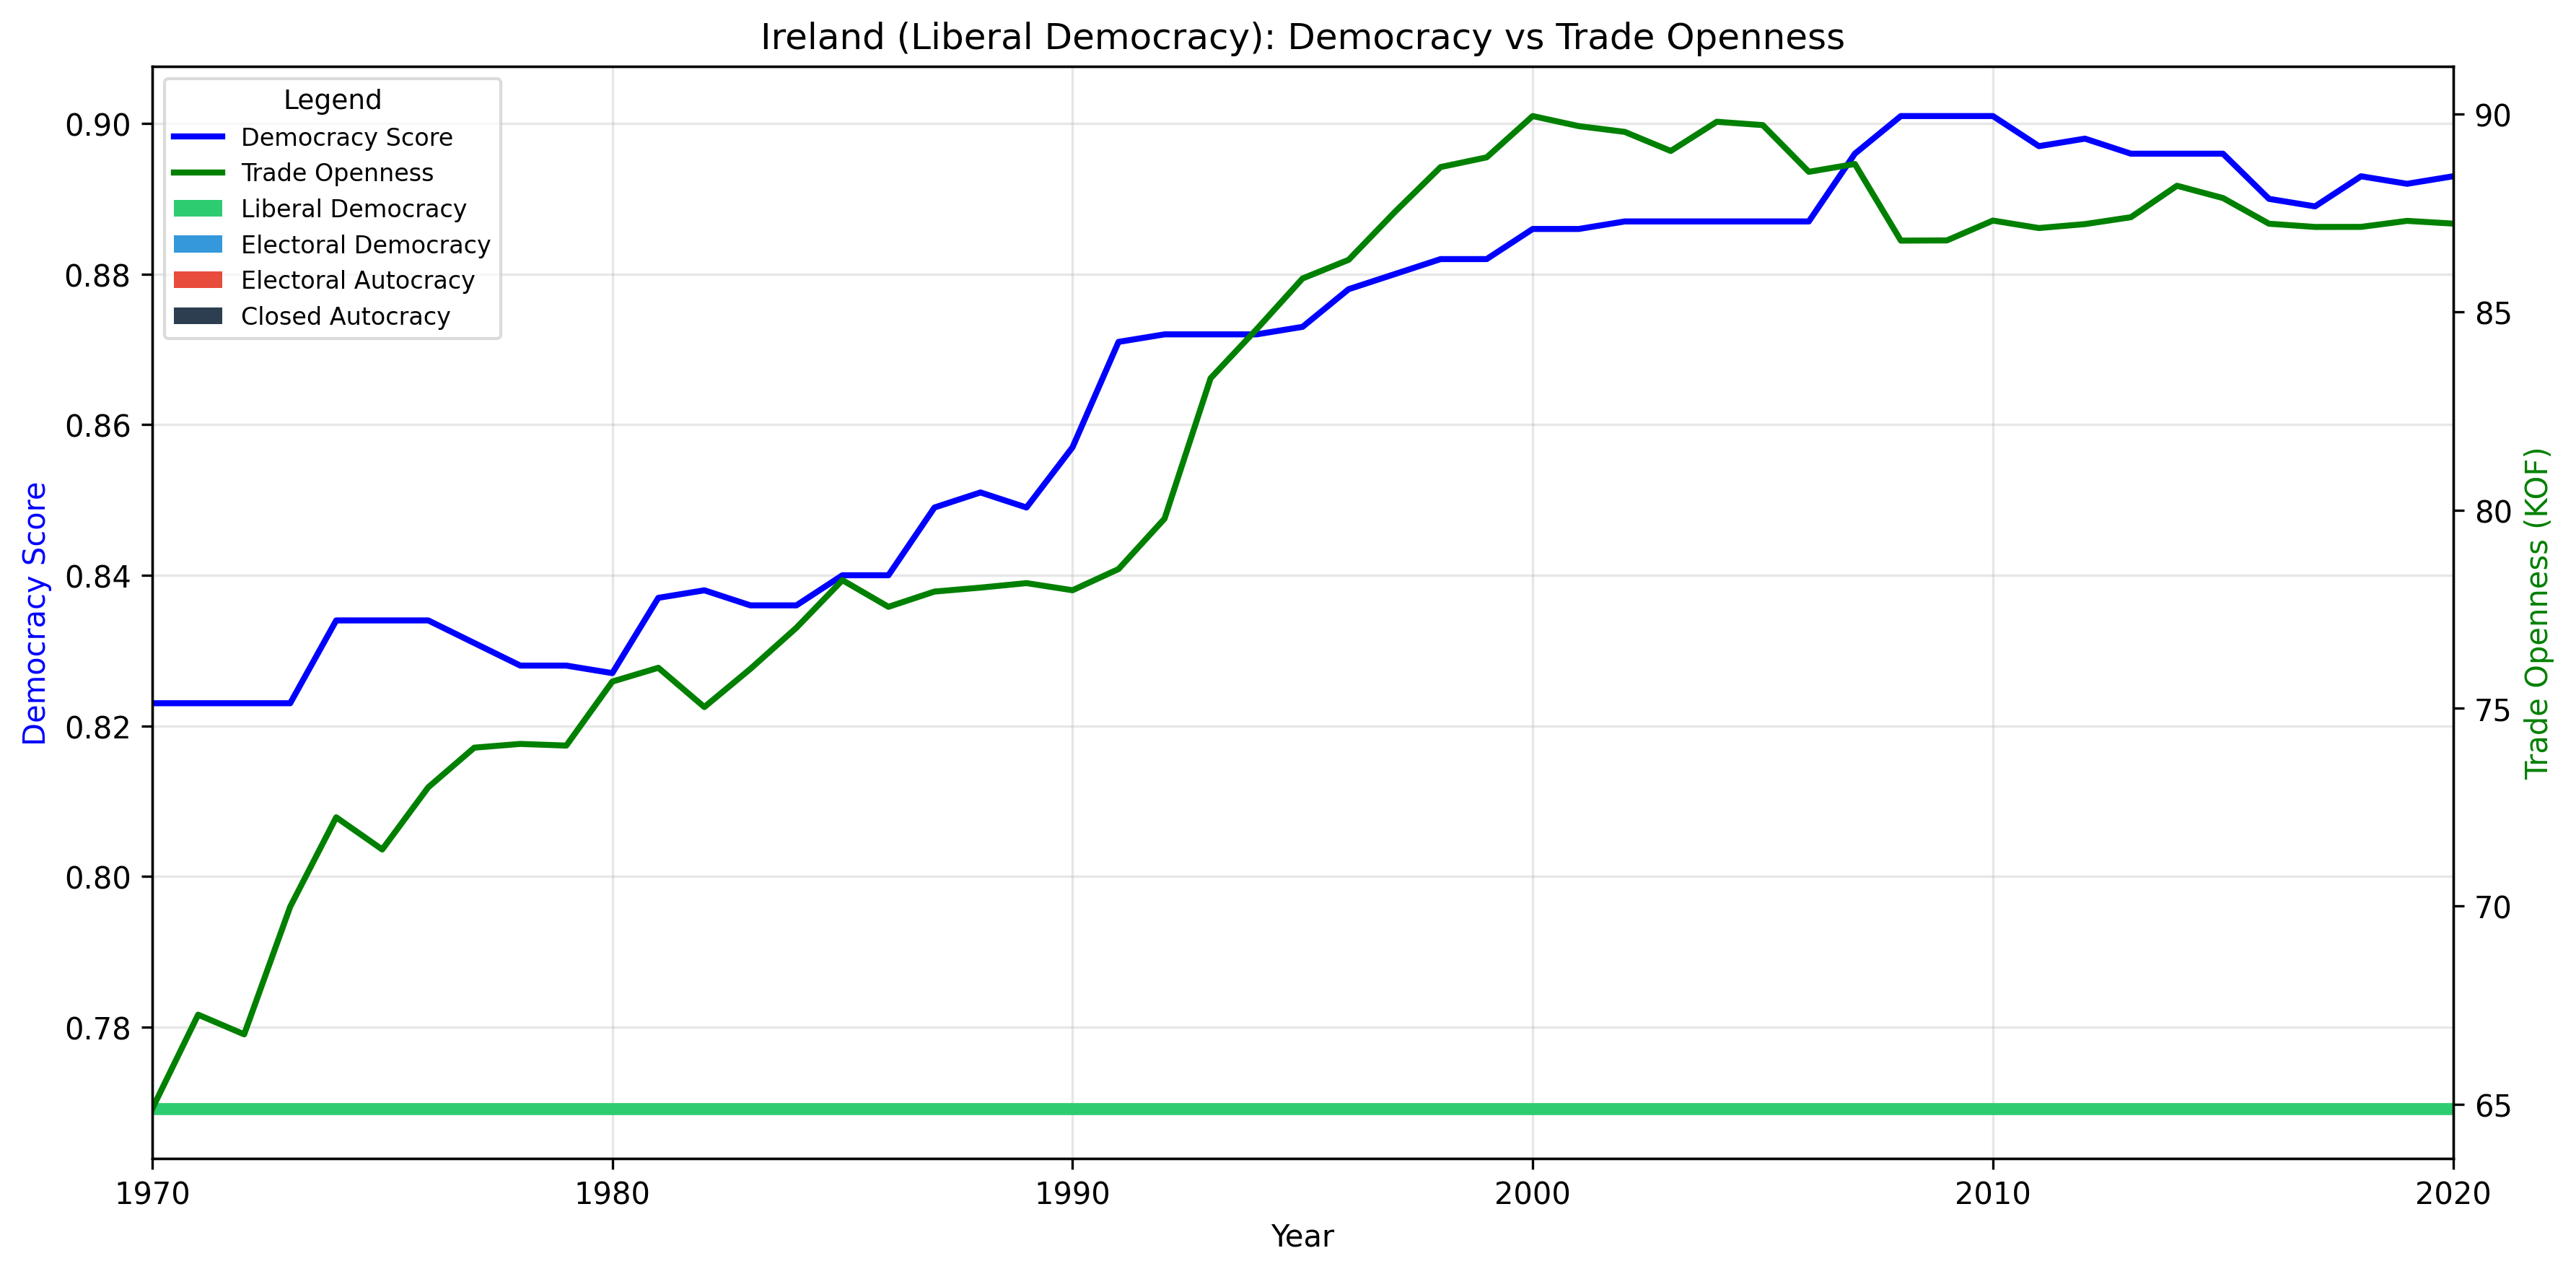 Ireland (Liberal Democracy): Democracy vs Trade Openness
Legend
Democracy Score
Trade Openness
Liberal Democracy
Electoral Democracy
Electoral Autocracy
Closed Autocracy
0.90
0.88
0.86
0.84
0.82
0.80
0.78
Democracy Score
90
85
80
75
70
65
Trade Openness (KOF)
1970
1980
1990
2000
2010
2020
Year